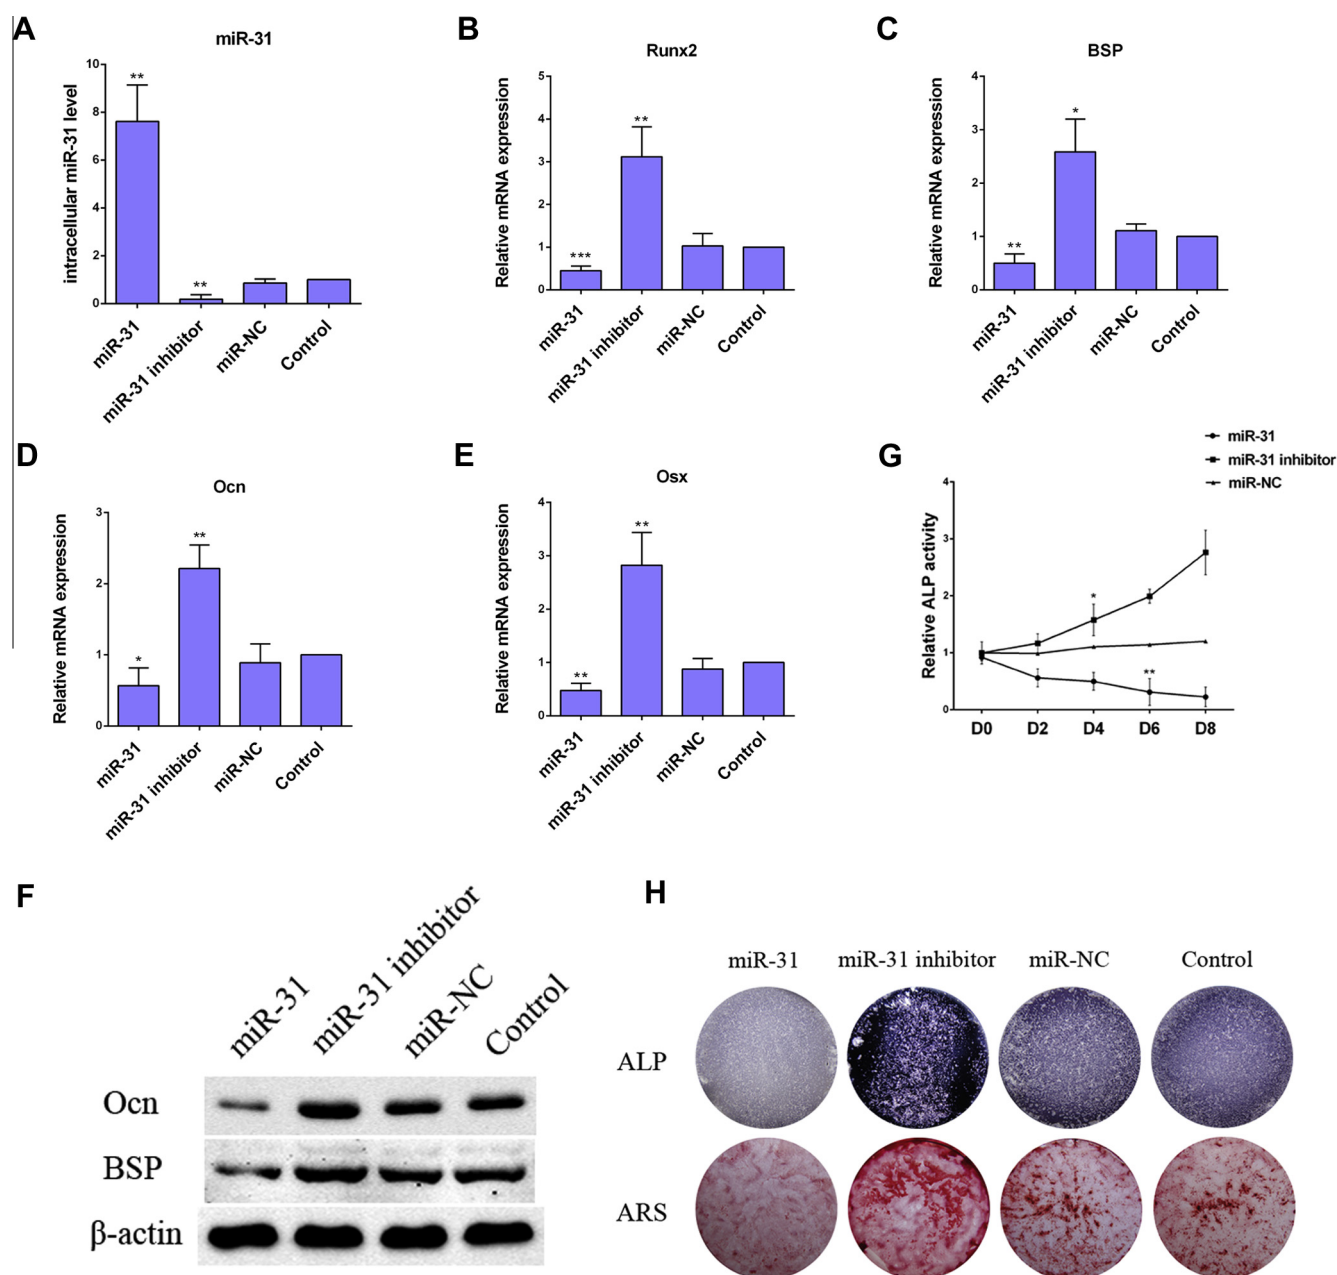 A
miR-31
intracellular miR-31 level
10
8
6
4
2
0
**
**
miR-31
miR-31 inhibitor
miR-NC
Control
B
Runx2
Relative mRNA expression
5
4
3
2
1
0
***
**
miR-31
miR-31 inhibitor
miR-NC
Control
C
BSP
Relative mRNA expression
4
3
2
1
0
**
*
miR-31
miR-31 inhibitor
miR-NC
Control
D
Ocn
Relative mRNA expression
3
2
1
0
*
**
miR-31
miR-31 inhibitor
miR-NC
Control
E
Osx
Relative mRNA expression
4
3
2
1
0
**
**
miR-31
miR-31 inhibitor
miR-NC
Control
G
miR-31
miR-31 inhibitor
miR-NC
Relative ALP activity
4
3
2
1
0
*
**
D0 D2 D4 D6 D8
F
miR-31
miR-31 inhibitor
miR-NC
Control
Ocn
BSP
β-actin
H
miR-31 miR-31 inhibitor miR-NC Control
ALP
ARS